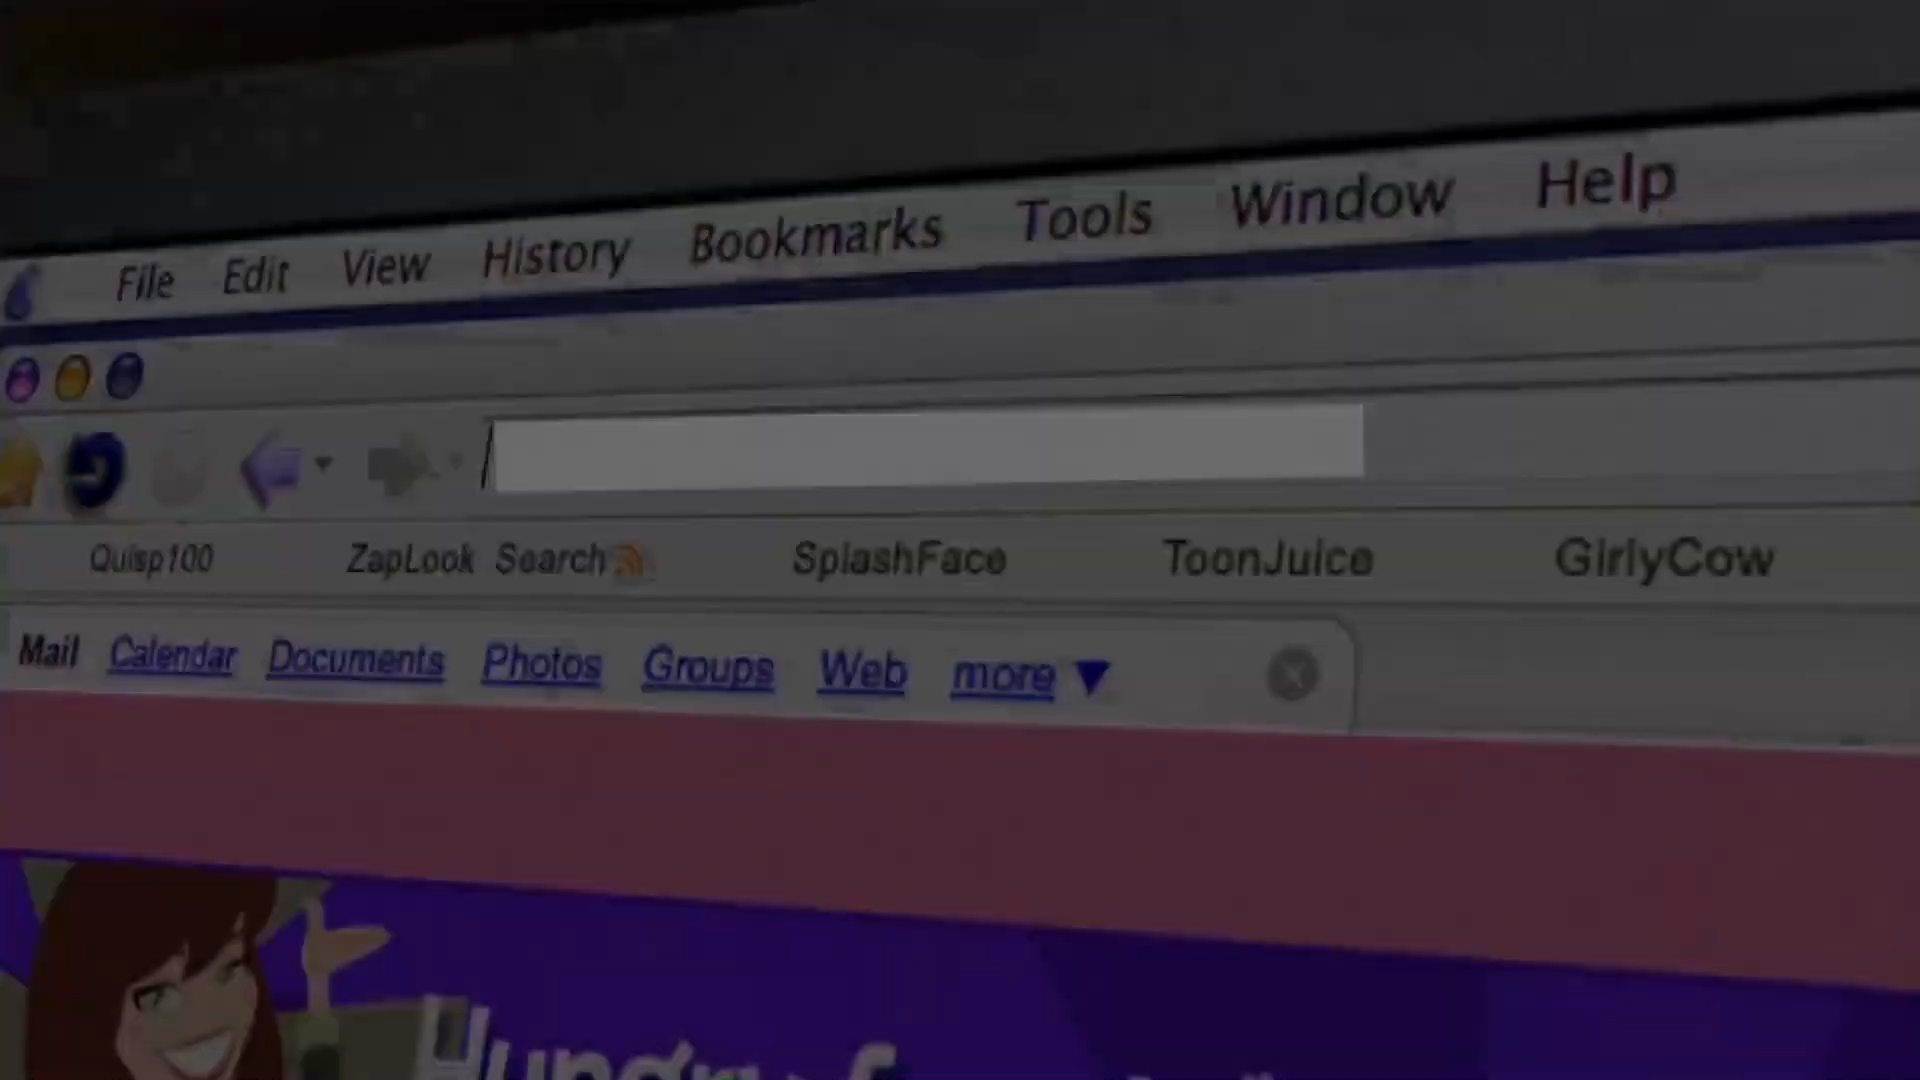 File Edit View History Bookmarks Tools Window Help
Quisp100 ZapLook Search SplashFace ToonJuice GirlyCow
Mail Calendar Documents Photos Groups Web more
Hungry